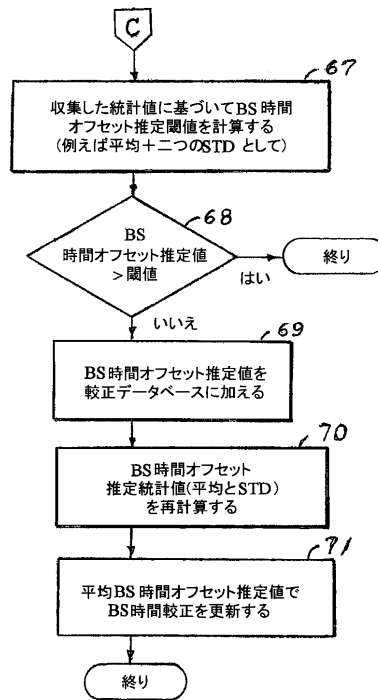 C
67
収集した統計値に基づいてBS時間
オフセット推定閾値を計算する
(例えば平均+二つのSTDとして)
68
BS
時間オフセット推定値
>閾値
はい
終り
いいえ
69
BS時間オフセット推定値を
較正データベースに加える
70
BS時間オフセット
推定統計値(平均とSTD)
を再計算する
71
平均BS時間オフセット推定値で
BS時間較正を更新する
終り